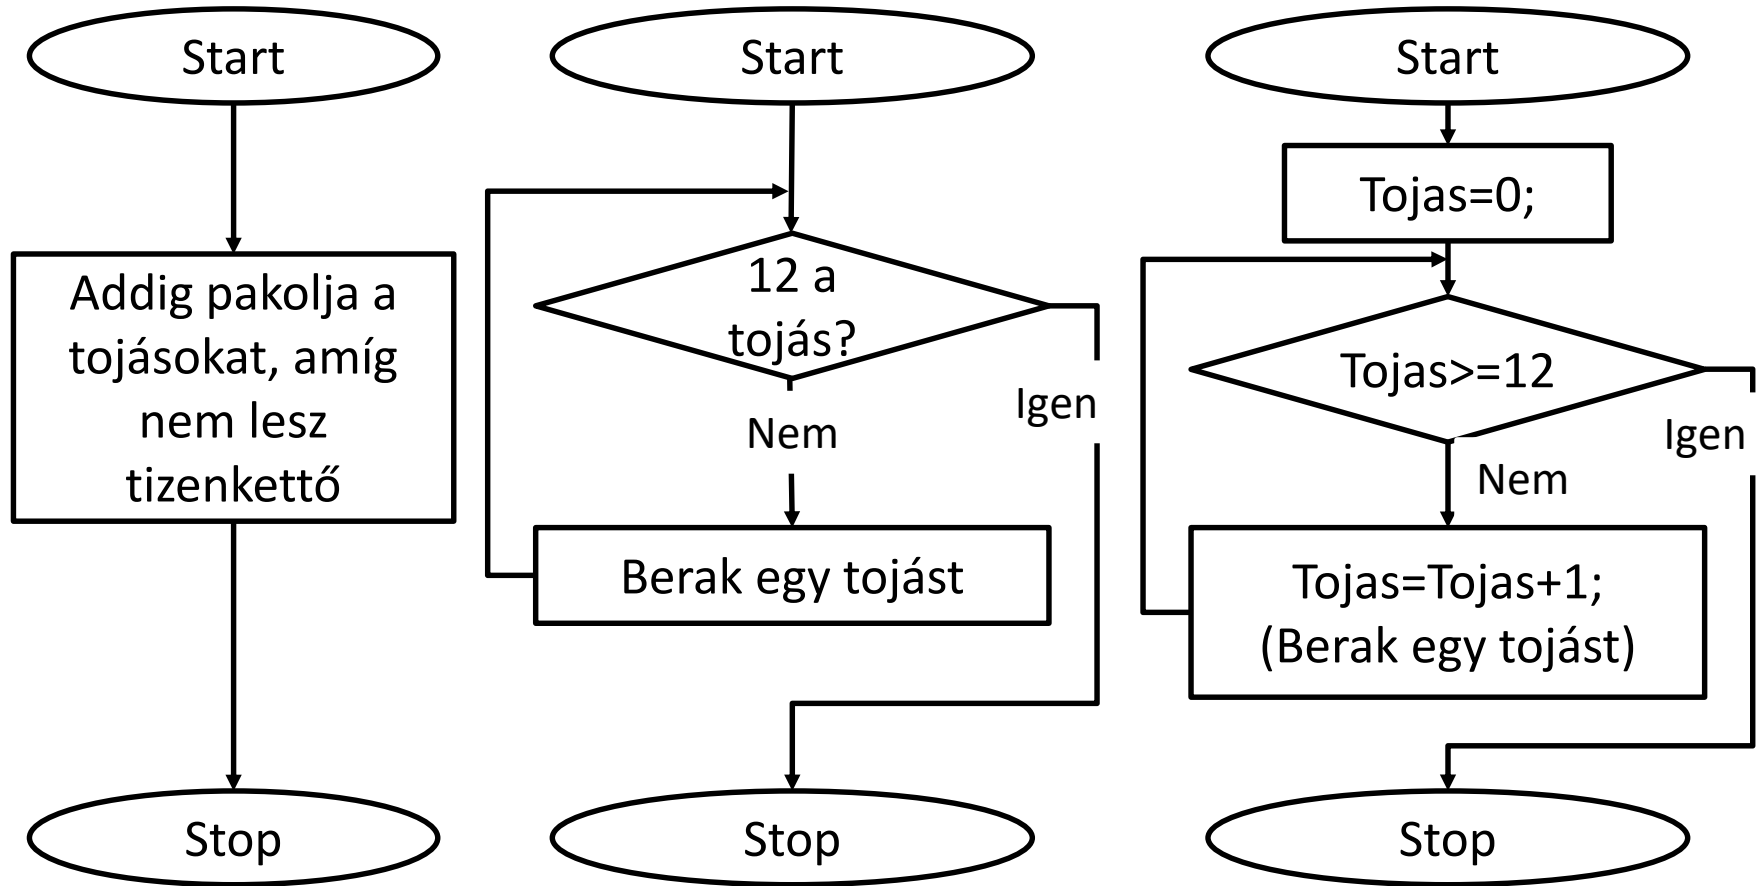 Start
Addig pakolja a
tojásokat, amíg
nem lesz
tizenkettő
Stop
Start
12 a
tojás?
Igen
Nem
Berak egy tojást
Stop
Start
Tojas=0;
Tojas>=12
Igen
Nem
Tojas=Tojas+1;
(Berak egy tojást)
Stop